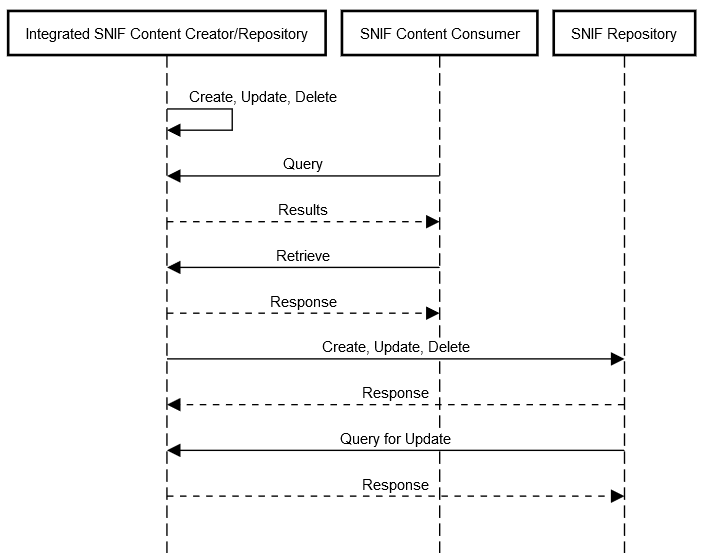 Integrated SNIF Content Creator/Repository
SNIF Content Consumer
SNIF Repository
Create, Update, Delete
Query
Results
Retrieve
Response
Create, Update, Delete
Response
Query for Update
Response